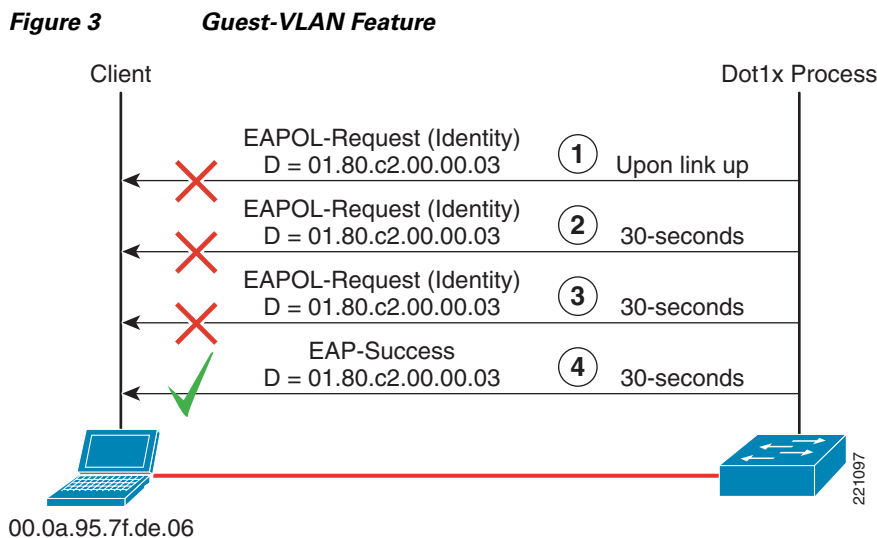 Figure 3 Guest-VLAN Feature
Client
Dot1x Process
EAPOL-Request (Identity)
D = 01.80.c2.00.00.03
1
Upon link up
EAPOL-Request (Identity)
D = 01.80.c2.00.00.03
2
30-seconds
EAPOL-Request (Identity)
D = 01.80.c2.00.00.03
3
30-seconds
EAP-Success
D = 01.80.c2.00.00.03
4
30-seconds
221097
00.0a.95.7f.de.06